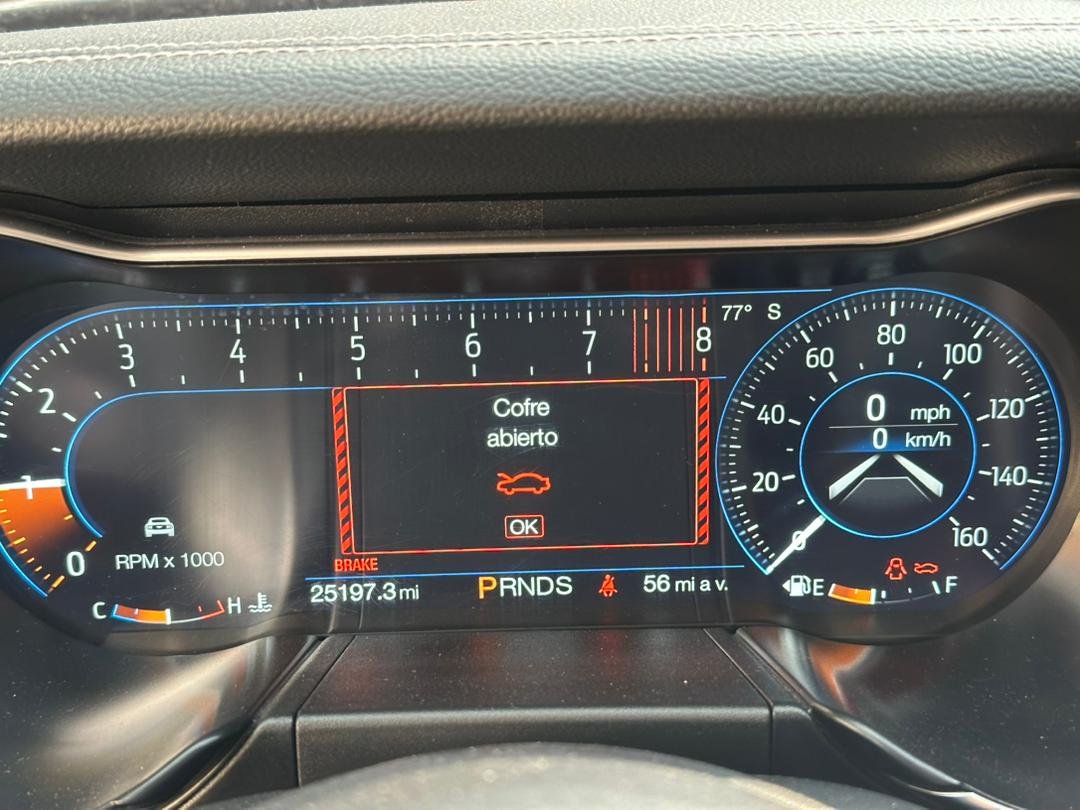 1 2 3 4 5 6 7 8
77° S
0
RPM x 1000
Cofre
abierto
OK
20 40 60 80 100 120 140 160
0
0 mph
0 km/h
BRAKE
C H
25197.3 mi
PRNDS
56 mi a v.
E F